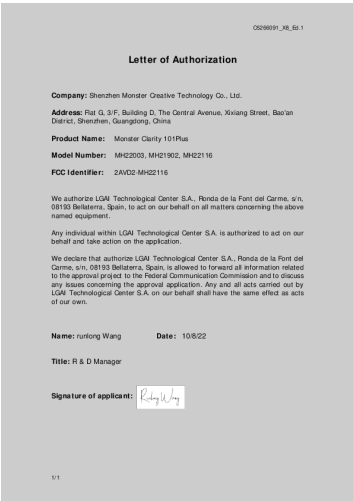 CS266091_X8_Ed.1
Letter of Authorization
Company: Shenzhen Monster Creative Technology Co., Ltd.
Address: Flat G, 3/F, Building D, The Central Avenue, Xixiang Street, Bao'an
District, Shenzhen, Guangdong, China
Product Name: Monster Clarity 101Plus
Model Number: MH22003, MH21902, MH22116
FCC Identifier: 2AVD2-MH22116
We authorize LGAI Technological Center S.A., Ronda de la Font del Carme, s/n,
08193 Bellaterra, Spain, to act on our behalf on all matters concerning the above
named equipment.
Any individual within LGAI Technological Center S.A. is authorized to act on our
behalf and take action on the application.
We declare that authorize LGAI Technological Center S.A., Ronda de la Font del
Carme, s/n, 08193 Bellaterra, Spain, is allowed to forward all information related
to the approval project to the Federal Communication Commission and to discuss
any issues concerning the approval application. Any and all acts carried out by
LGAI Technological Center S.A. on our behalf shall have the same effect as acts
of our own.
Name: runlong Wang Date: 10/8/22
Title: R & D Manager
Signature of applicant:
1/1